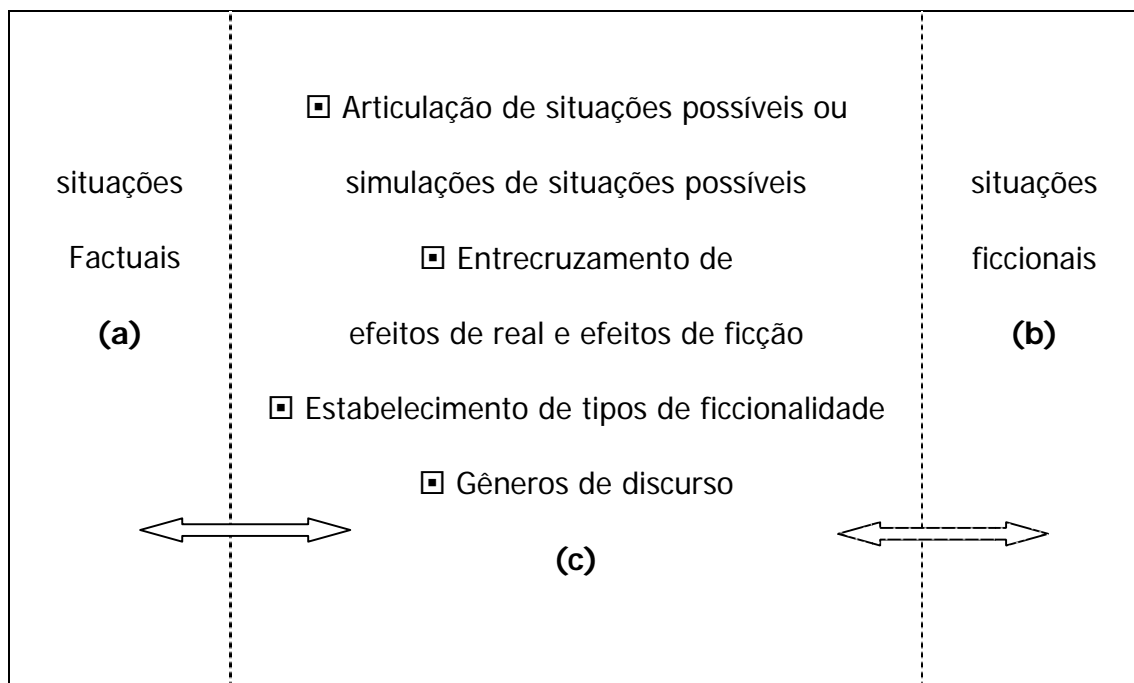 ▣ Articulação de situações possíveis ou
situações simulações de situações possíveis situações
Factuais ▣ Entrecruzamento de ficcionais
(a) efeitos de real e efeitos de ficção (b)
▣ Estabelecimento de tipos de ficcionalidade
▣ Gêneros de discurso
(c)